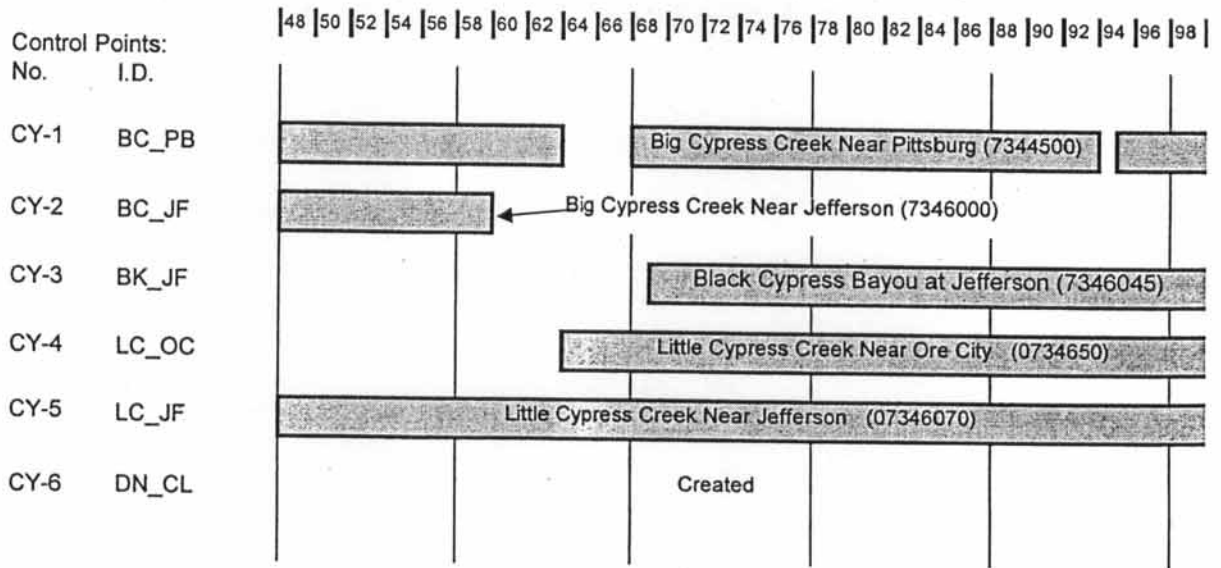 48 50 52 54 56 58 60 62 64 66 68 70 72 74 76 78 80 82 84 86 88 90 92 94 96 98
Control Points:
No. I.D.
CY-1 BC_PB Big Cypress Creek Near Pittsburg (7344500)
CY-2 BC_JF Big Cypress Creek Near Jefferson (7346000)
CY-3 BK_JF Black Cypress Bayou at Jefferson (7346045)
CY-4 LC_OC Little Cypress Creek Near Ore City (0734650)
CY-5 LC_JF Little Cypress Creek Near Jefferson (07346070)
CY-6 DN_CL Created